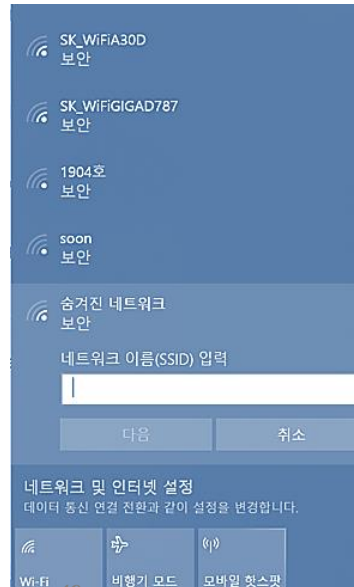 SK_WiFiA30D
보안
SK_WiFiGIGAD787
보안
1904호
보안
soon
보안
숨겨진 네트워크
보안
네트워크 이름(SSID) 입력
다음 취소
네트워크 및 인터넷 설정
데이터 통신 연결 전환과 같이 설정을 변경합니다.
Wi-Fi 비행기 모드 모바일 핫스팟